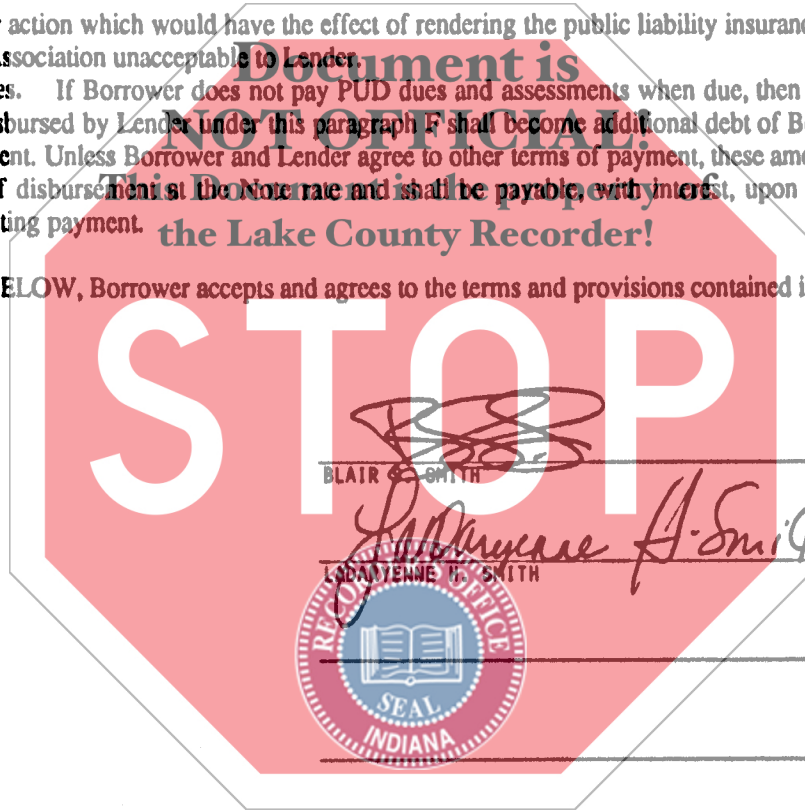 action which would have the effect of rendering the public liability insuran
ssociation unacceptable to Lender.
Document is
es. If Borrower does not pay PUD dues and assessments when due, then
NOT OFFICIAL!
sbursed by Lender under this paragraph F shall become additional debt of B
ent. Unless Borrower and Lender agree to other terms of payment, these am
This Document is the property of
f disbursement at the Note rate and shall be payable, with interest, upon
ting payment.
the Lake County Recorder!
ELOW, Borrower accepts and agrees to the terms and provisions contained i
STOP
BLAIR SMITH
H. Smi
LADARYENNE H. SMITH
RECORDER'S OFFICE
SEAL
INDIANA